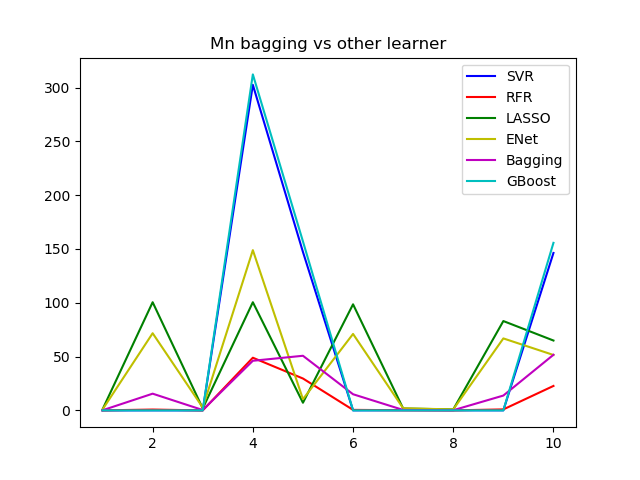 Mn bagging vs other learner
SVR
RFR
LASSO
ENet
Bagging
GBoost
300
250
200
150
100
50
0
2 4 6 8 10